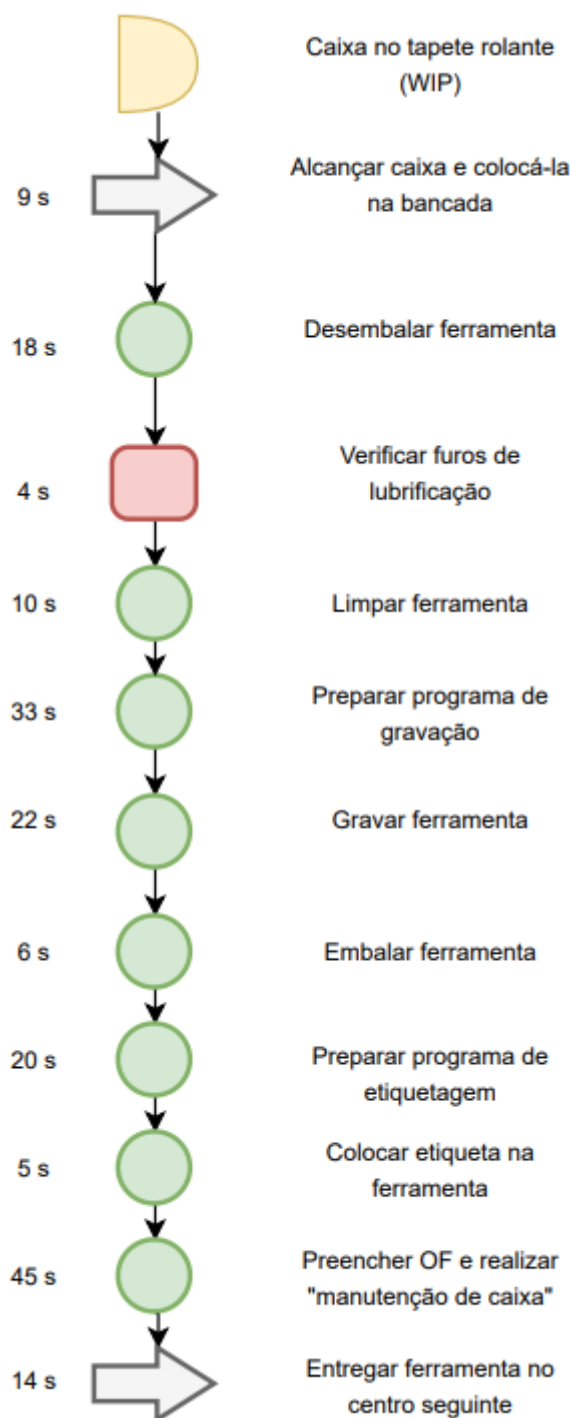 Caixa no tapete rolante
(WIP)
9 s
Alcançar caixa e colocá-la
na bancada
18 s
Desembalar ferramenta
4 s
Verificar furos de
lubrificação
10 s
Limpar ferramenta
33 s
Preparar programa de
gravação
22 s
Gravar ferramenta
6 s
Embalar ferramenta
20 s
Preparar programa de
etiquetagem
5 s
Colocar etiqueta na
ferramenta
45 s
Preencher OF e realizar
"manutenção de caixa"
14 s
Entregar ferramenta no
centro seguinte